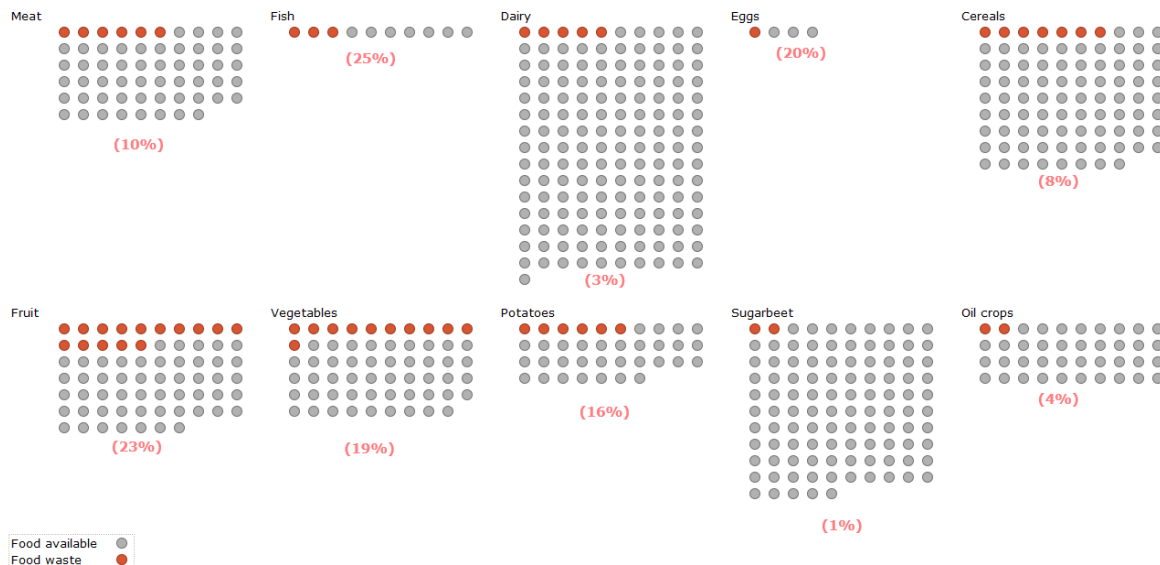 Meat
Fish
Dairy
Eggs
Cereals
(25%)
(20%)
(10%)
(8%)
(3%)
Fruit
Vegetables
Potatoes
Sugarbeet
Oil crops
(4%)
(16%)
(23%)
(19%)
(1%)
Food available
Food waste